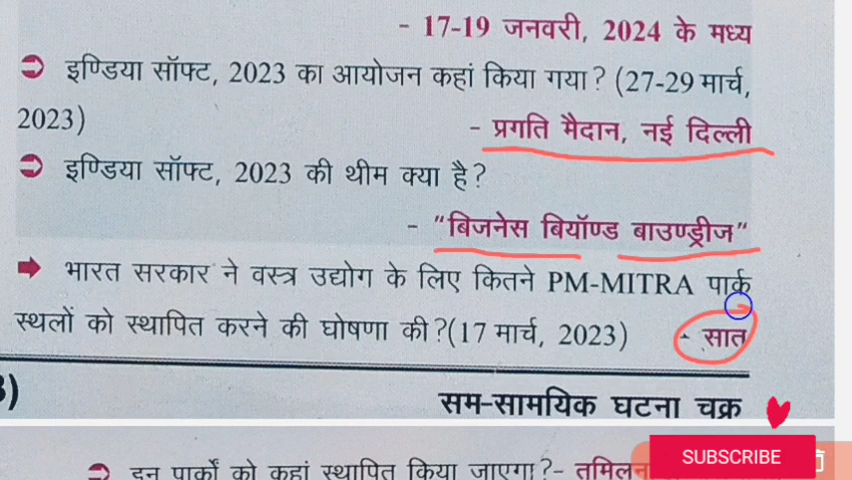 - 17-19 जनवरी, 2024 के मध्य
इण्डिया सॉफ्ट, 2023 का आयोजन कहां किया गया? (27-29 मार्च,
2023) - प्रगति मैदान, नई दिल्ली
इण्डिया सॉफ्ट, 2023 की थीम क्या है?
- "बिजनेस बियॉण्ड बाउण्ड्रीज"
भारत सरकार ने वस्त्र उद्योग के लिए कितने PM-MITRA पार्क
स्थलों को स्थापित करने की घोषणा की?(17 मार्च, 2023) - सात
सम-सामयिक घटना चक्र
SUBSCRIBE
इन पार्कों को कहां स्थापित किया जाएगा?-